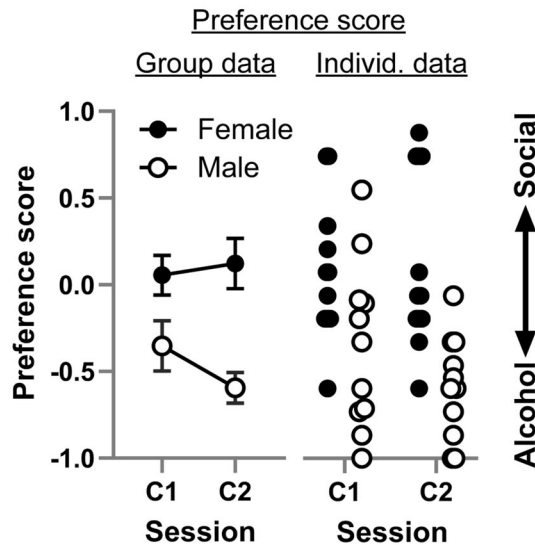 Preference score
Group data
Individ. data
Female
Male
Preference score
1.0
0.5
0.0
-0.5
-1.0
C1
C2
C1
C2
Session
Session
Social
Alcohol